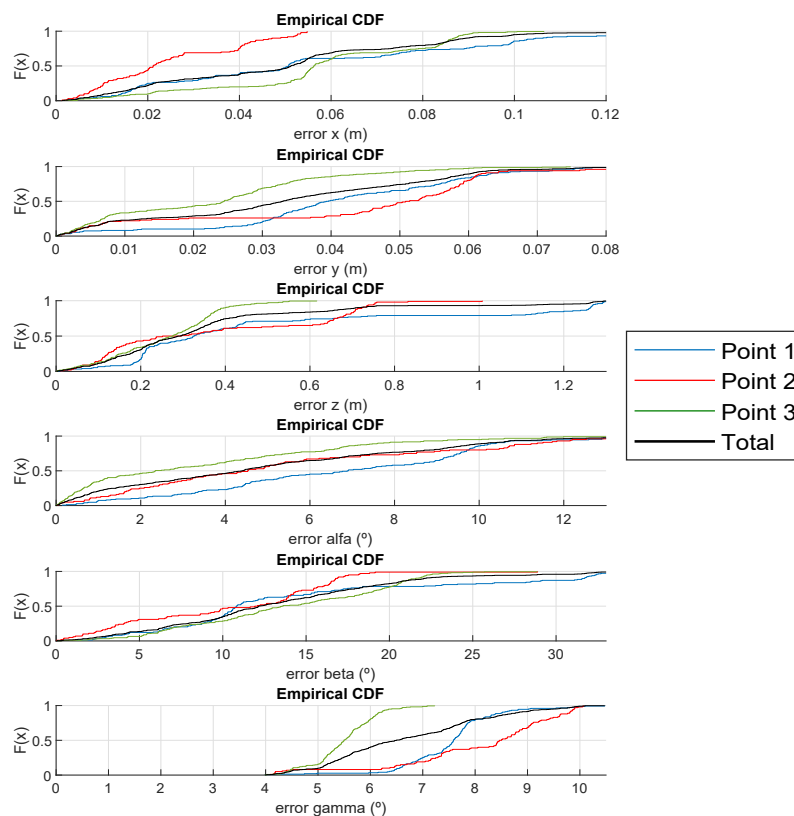 Empirical CDF
1
0.5
0
F(x)
0.02 0.04 0.06 0.08 0.1 0.12
error x (m)
Empirical CDF
1
0.5
0
F(x)
0 0.01 0.02 0.03 0.04 0.05 0.06 0.07 0.08
error y (m)
Empirical CDF
1
0.5
0
F(x)
0 0.2 0.4 0.6 0.8 1 1.2
error z (m)
Empirical CDF
1
0.5
0
F(x)
0 2 4 6 8 10 12
error alfa (º)
Empirical CDF
1
0.5
0
F(x)
0 5 10 15 20 25 30
error beta (º)
Empirical CDF
1
0.5
0
F(x)
0 1 2 3 4 5 6 7 8 9 10
error gamma (º)
Point 1
Point 2
Point 3
Total